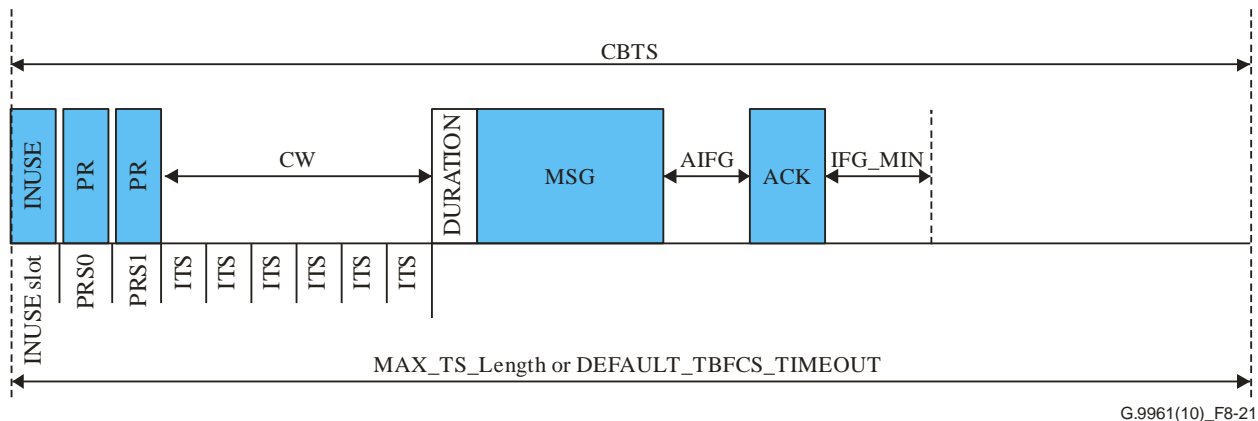 CBTS
INUSE
PR
PR
CW
DURATION
MSG
AIFG
ACK
IFG_MIN
INUSE slot
PRS0
PRS1
ITS
ITS
ITS
ITS
ITS
ITS
MAX_TS_Length or DEFAULT_TBFCS_TIMEOUT
G.9961(10)_F8-21